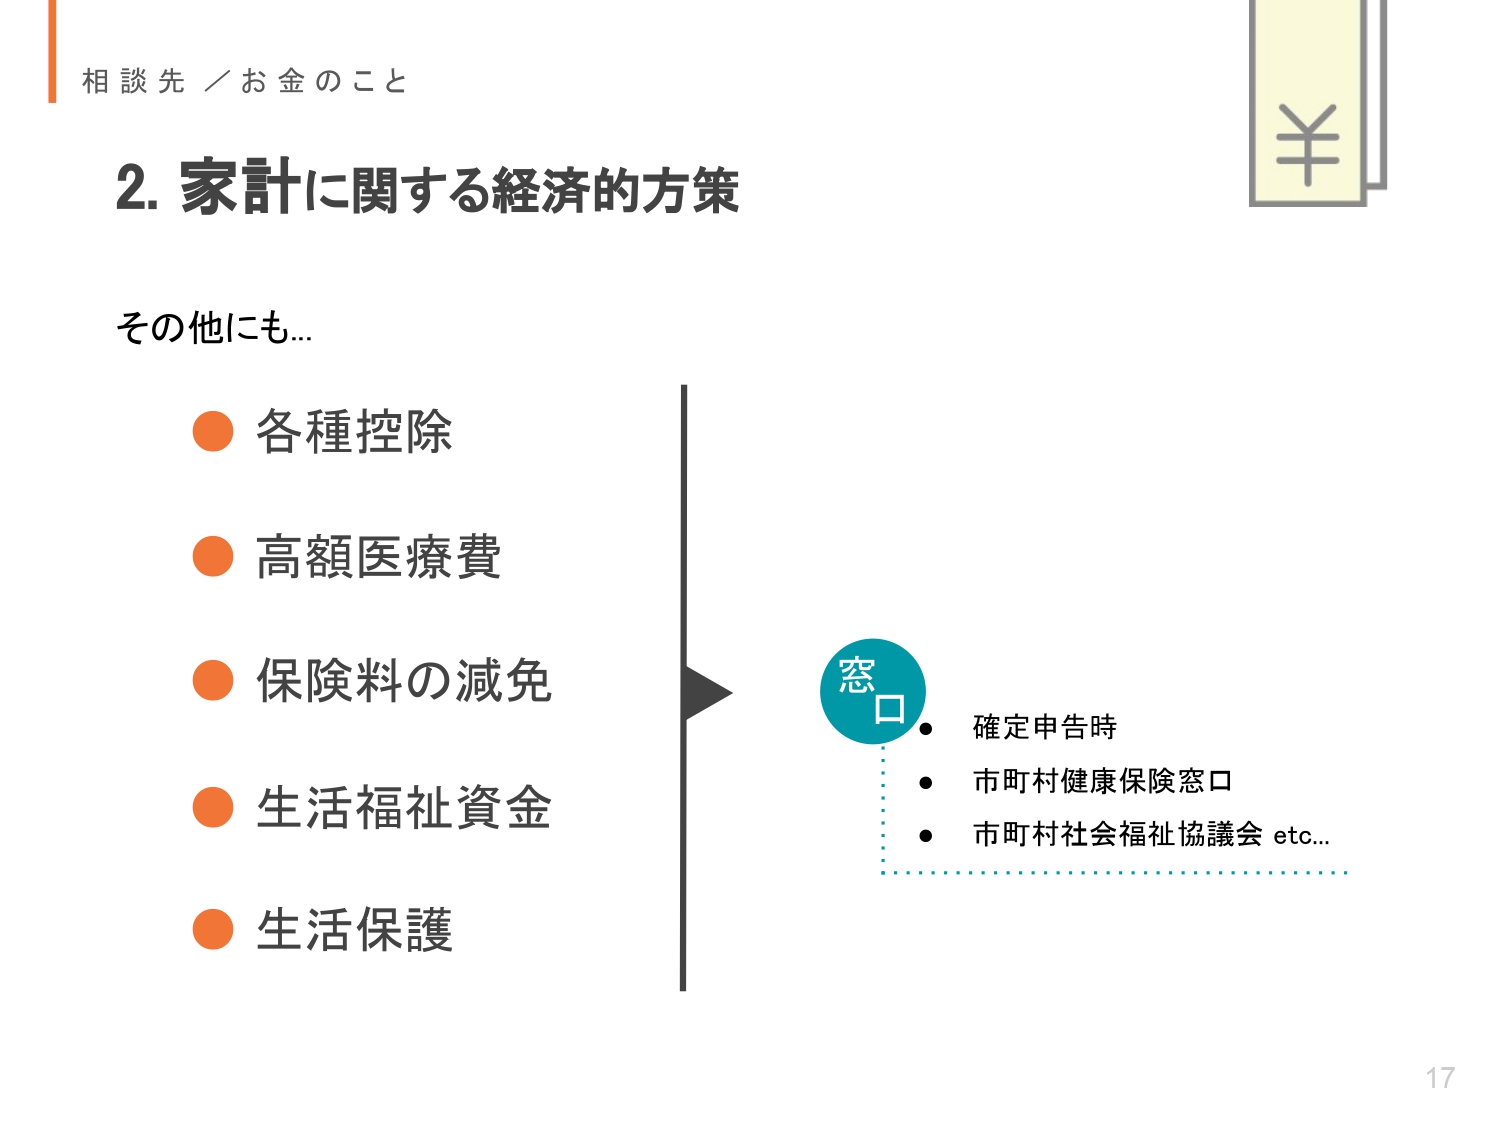 相談先 ／お金のこと
¥
2. 家計に関する経済的方策
その他にも...
● 各種控除
● 高額医療費
● 保険料の減免
● 生活福祉資金
● 生活保護
窓口
● 確定申告時
● 市町村健康保険窓口
● 市町村社会福祉協議会 etc...
17